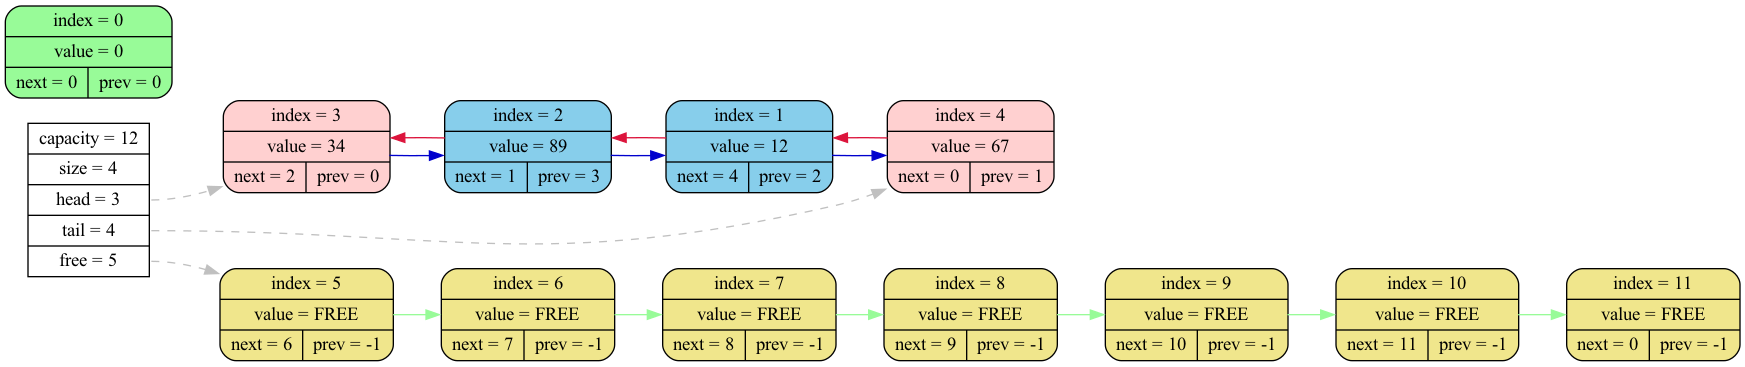 index = 0
value = 0
next = 0 prev = 0
capacity = 12
size = 4
head = 3
tail = 4
free = 5
index = 3
value = 34
next = 2 prev = 0
index = 2
value = 89
next = 1 prev = 3
index = 1
value = 12
next = 4 prev = 2
index = 4
value = 67
next = 0 prev = 1
index = 5
value = FREE
next = 6 prev = -1
index = 6
value = FREE
next = 7 prev = -1
index = 7
value = FREE
next = 8 prev = -1
index = 8
value = FREE
next = 9 prev = -1
index = 9
value = FREE
next = 10 prev = -1
index = 10
value = FREE
next = 11 prev = -1
index = 11
value = FREE
next = 0 prev = -1